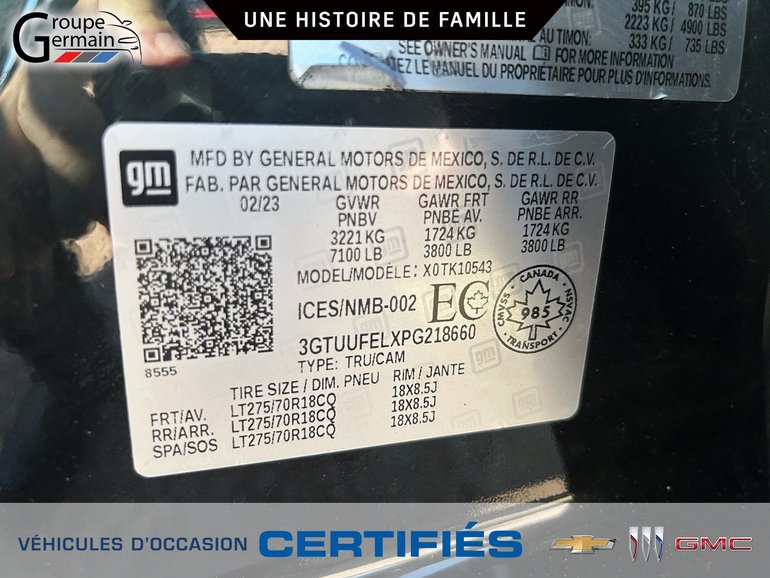 Groupe
Germain
UNE HISTOIRE DE FAMILLE
395 KG / 870 LBS
2223 KG / 4900 LBS
AU TIMON: 333 KG / 735 LBS
SEE OWNER'S MANUAL FOR MORE INFORMATION
LE MANUEL DU PROPRIÉTAIRE POUR PLUS D'INFORMATIONS.
gm
MFD BY GENERAL MOTORS DE MEXICO, S. DE R.L. DE C.V.
FAB. PAR GENERAL MOTORS DE MEXICO, S. DE R.L. DE C.V.
02/23 GVWR GAWR FRT GAWR RR
PNBV PNBE AV. PNBE ARR.
3221 KG 1724 KG 1724 KG
7100 LB 3800 LB 3800 LB
MODEL/MODÈLE: X0TK10543
ICES/NMB-002 EC
CANADA
CMVSS 985 NSVAC
TRANSPORT
3GTUUFELXPG218660
8555
TYPE: TRU/CAM
TIRE SIZE / DIM. PNEU RIM / JANTE
FRT/AV. LT275/70R18CQ 18X8.5J
RR/ARR. LT275/70R18CQ 18X8.5J
SPA/SOS LT275/70R18CQ 18X8.5J
VÉHICULES D'OCCASION CERTIFIÉS GMC